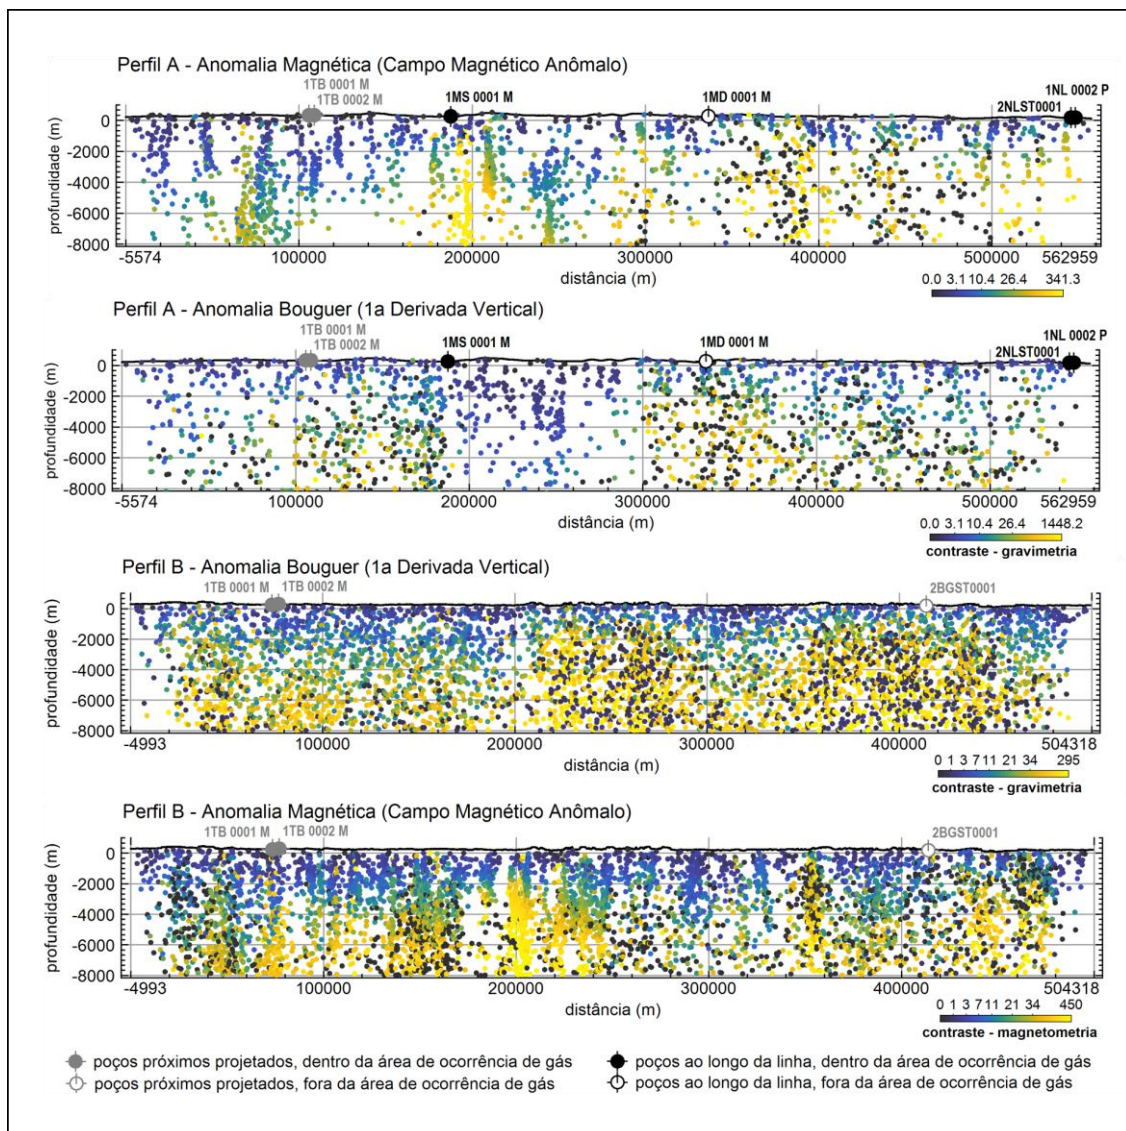 Perfil A - Anomalia Magnética (Campo Magnético Anômalo)
1TB 0001 M
1TB 0002 M
1MS 0001 M
1MD 0001 M
1NL 0002 P
2NLST0001
profundidade (m)
0
-2000
-4000
-6000
-8000
-5574
100000
200000
300000
400000
500000
562959
distância (m)
0.0 3.1 10.4 26.4 341.3
Perfil A - Anomalia Bouguer (1a Derivada Vertical)
1TB 0001 M
1TB 0002 M
1MS 0001 M
1MD 0001 M
1NL 0002 P
2NLST0001
profundidade (m)
0
-2000
-4000
-6000
-8000
-5574
100000
200000
300000
400000
500000
562959
distância (m)
0.0 3.1 10.4 26.4 1448.2
contraste - gravimetria
Perfil B - Anomalia Bouguer (1a Derivada Vertical)
1TB 0001 M
1TB 0002 M
2BGST0001
profundidade (m)
0
-2000
-4000
-6000
-8000
-4993
100000
200000
300000
400000
504318
distância (m)
0 1 3 7 11 21 34 295
contraste - gravimetria
Perfil B - Anomalia Magnética (Campo Magnético Anômalo)
1TB 0001 M
1TB 0002 M
2BGST0001
profundidade (m)
0
-2000
-4000
-6000
-8000
-4993
100000
200000
300000
400000
504318
distância (m)
0 1 3 7 11 21 34 450
contraste - magnetometria
poços próximos projetados, dentro da área de ocorrência de gás
poços próximos projetados, fora da área de ocorrência de gás
poços ao longo da linha, dentro da área de ocorrência de gás
poços ao longo da linha, fora da área de ocorrência de gás